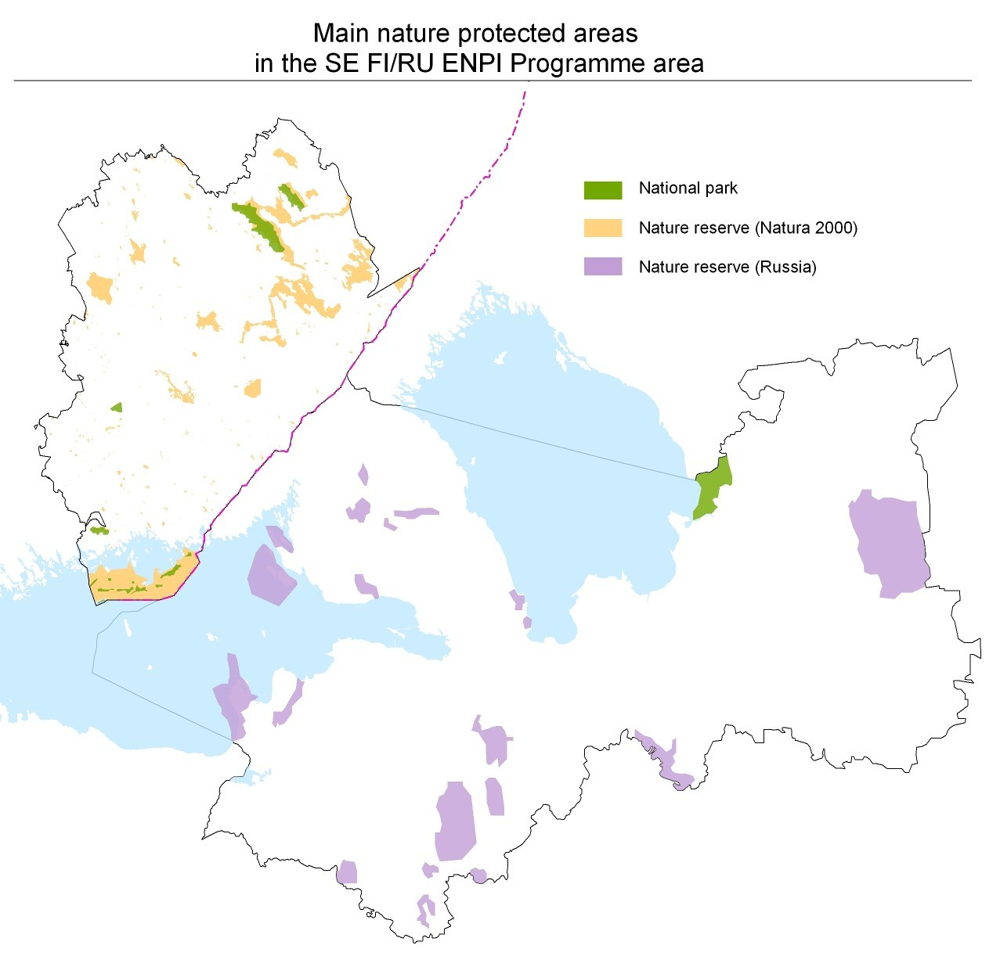 Main nature protected areas
in the SE FI/RU ENPI Programme area
National park
Nature reserve (Natura 2000)
Nature reserve (Russia)